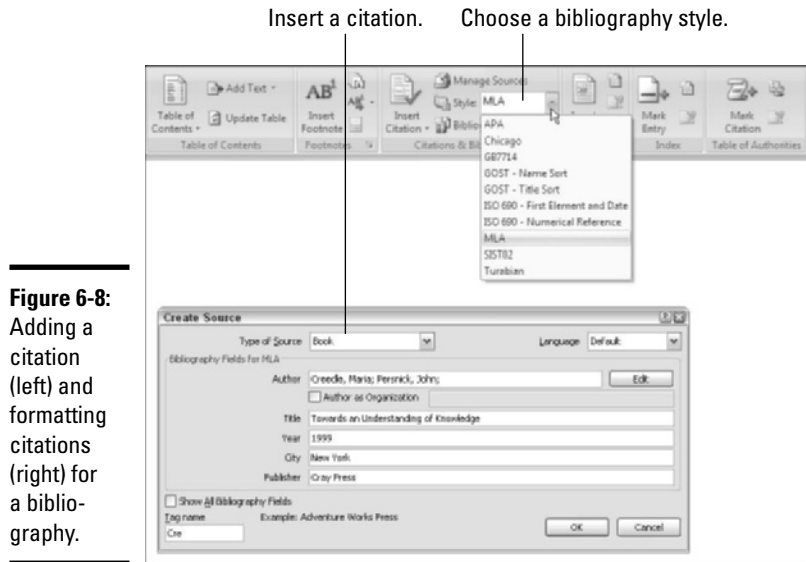 Insert a citation. Choose a bibliography style.
Add Text
Table of Contents
Update Table
Table of Contents
AB1
Insert Footnote
Footnotes
Insert Citation
Manage Sources
Style: MLA
Biblio
Citations & Bi
APA
Chicago
GB7714
GOST - Name Sort
GOST - Title Sort
ISO 690 - First Element and Date
ISO 690 - Numerical Reference
MLA
SIST02
Turabian
Mark Entry
Index
Mark Citation
Table of Authorities
Figure 6-8:
Adding a
citation
(left) and
formatting
citations
(right) for
a biblio-
graphy.
Create Source
Type of Source Book Language Default
Bibliography Fields for MLA
Author Creedle, Maria; Persnick, John; Edit
Author as Organization
Title Towards an Understanding of Knowledge
Year 1999
City New York
Publisher Cray Press
Show All Bibliography Fields
Tag name Example: Adventure Works Press
Cre OK Cancel